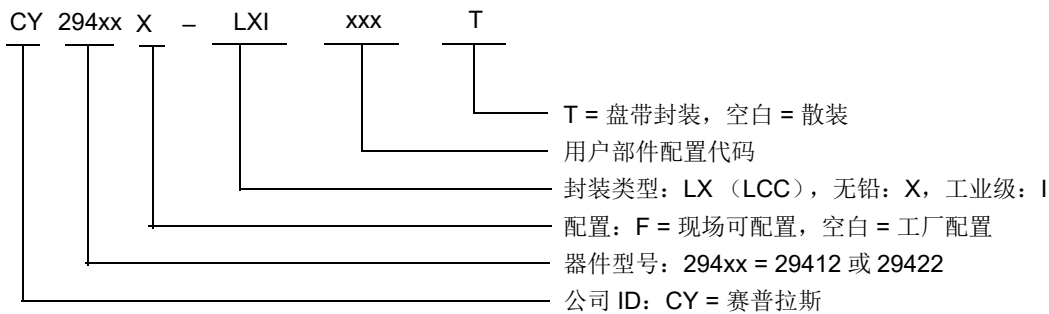 CY 294xx X – LXI xxx T
T = 盘带封装，空白 = 散装
用户部件配置代码
封装类型：LX （LCC），无铅：X，工业级：I
配置：F = 现场可配置，空白 = 工厂配置
器件型号：294xx = 29412 或 29422
公司 ID：CY = 赛普拉斯